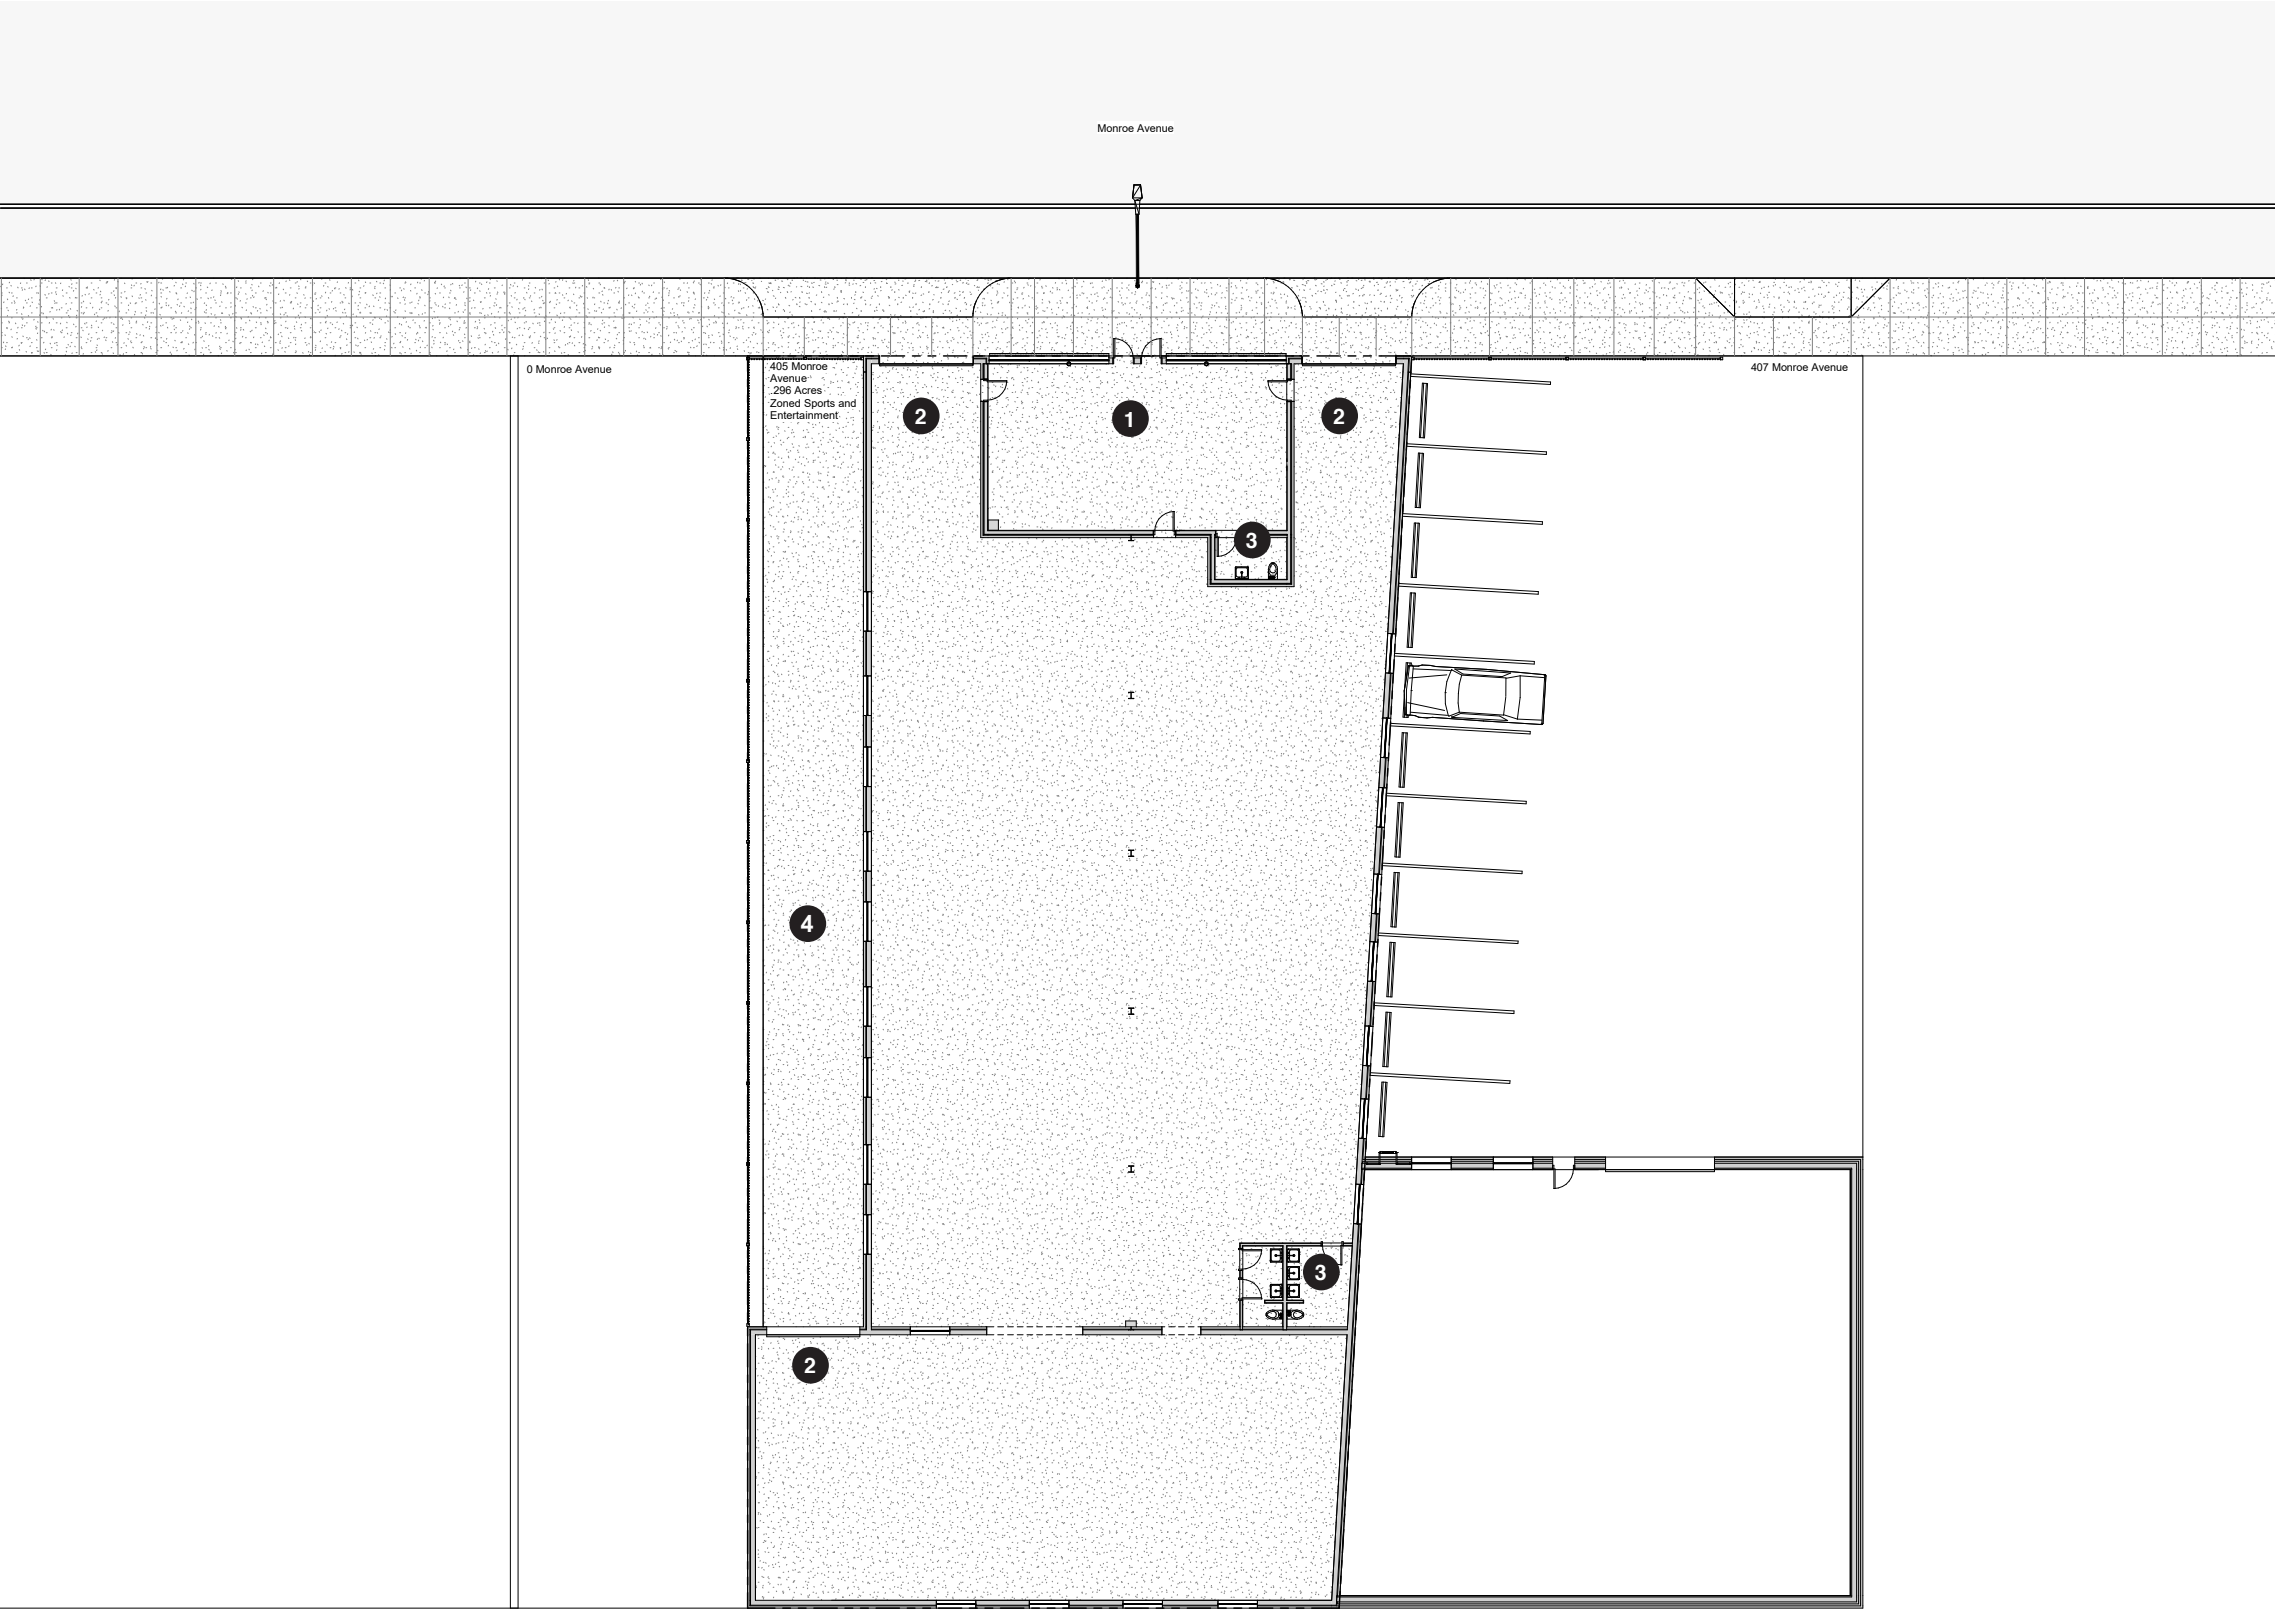 Monroe Avenue
0 Monroe Avenue
405 Monroe
Avenue
.296 Acres
Zoned Sports and
Entertainment
407 Monroe Avenue
2
1
2
3
4
3
2